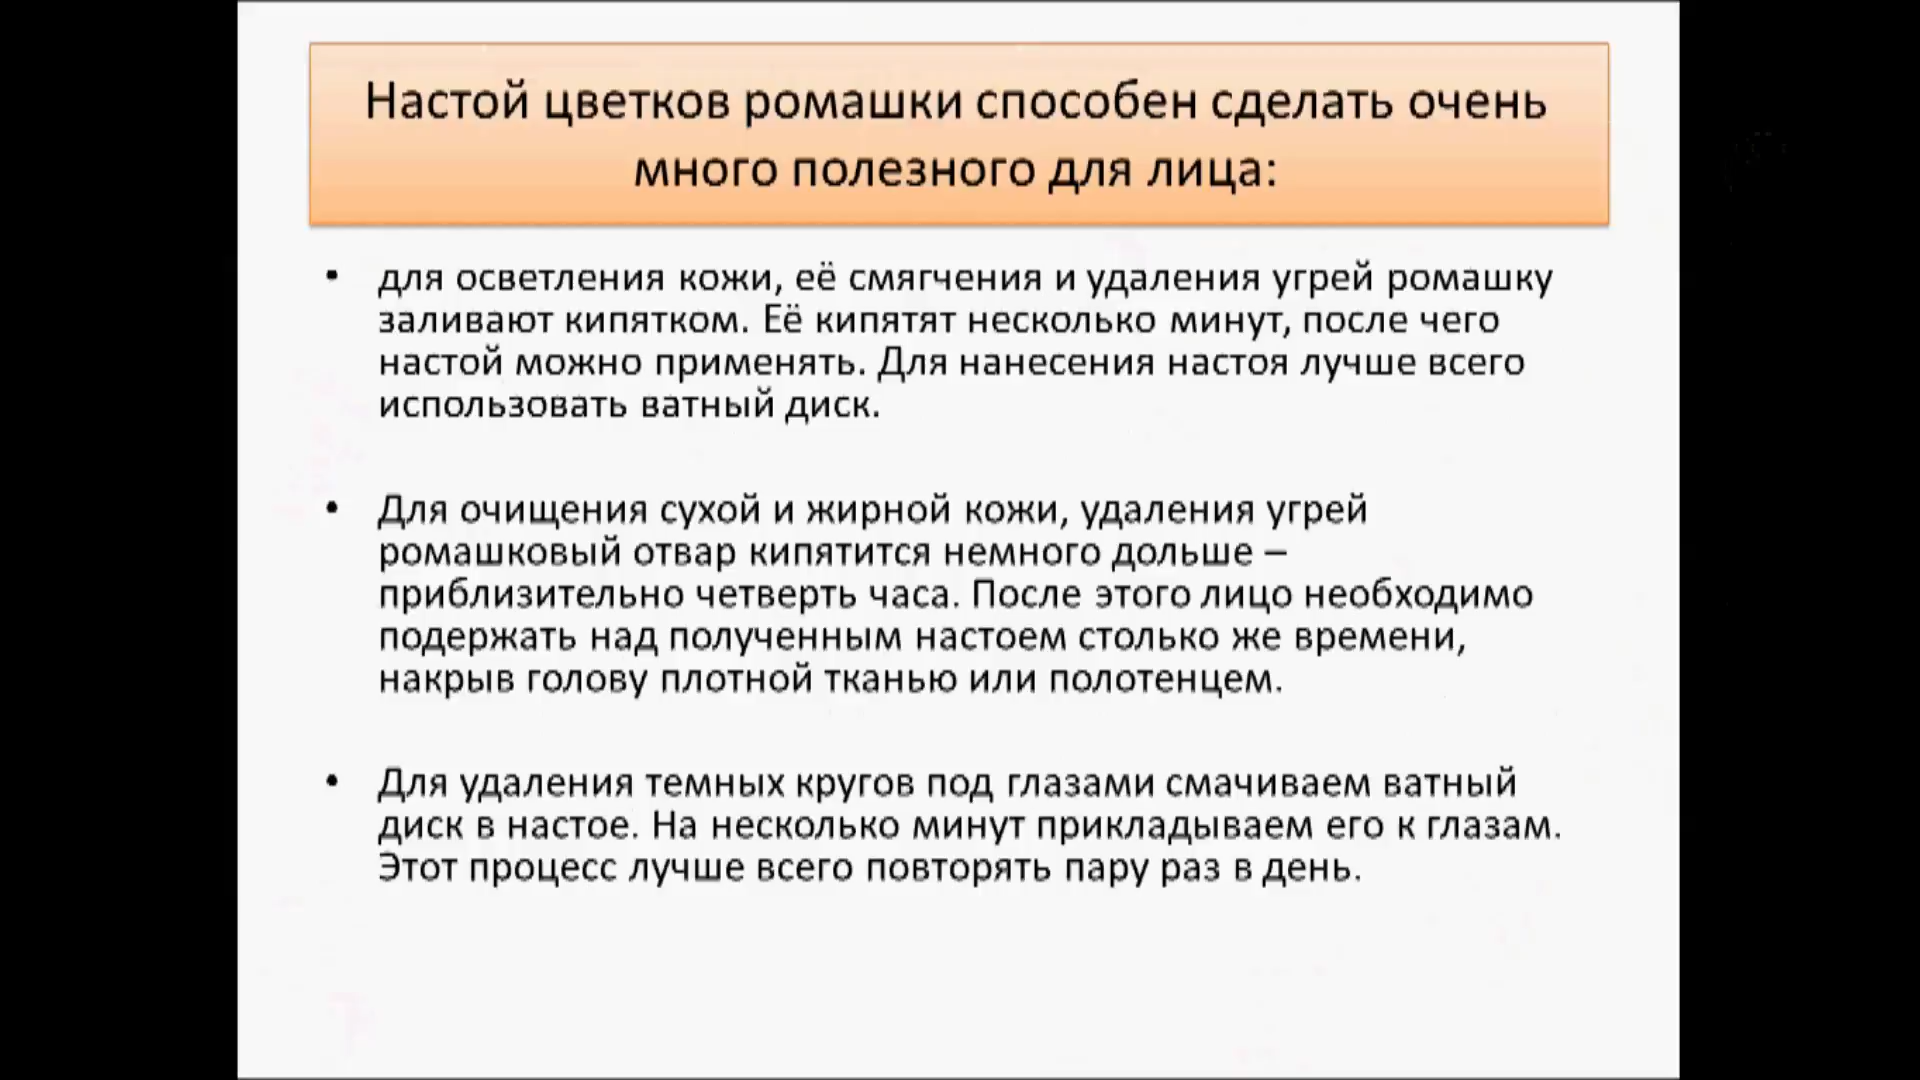 Настой цветков ромашки способен сделать очень
много полезного для лица:
• для осветления кожи, её смягчения и удаления угрей ромашку
заливают кипятком. Её кипятят несколько минут, после чего
настой можно применять. Для нанесения настоя лучше всего
использовать ватный диск.
• Для очищения сухой и жирной кожи, удаления угрей
ромашковый отвар кипятится немного дольше –
приблизительно четверть часа. После этого лицо необходимо
подержать над полученным настоем столько же времени,
накрыв голову плотной тканью или полотенцем.
• Для удаления темных кругов под глазами смачиваем ватный
диск в настое. На несколько минут прикладываем его к глазам.
Этот процесс лучше всего повторять пару раз в день.